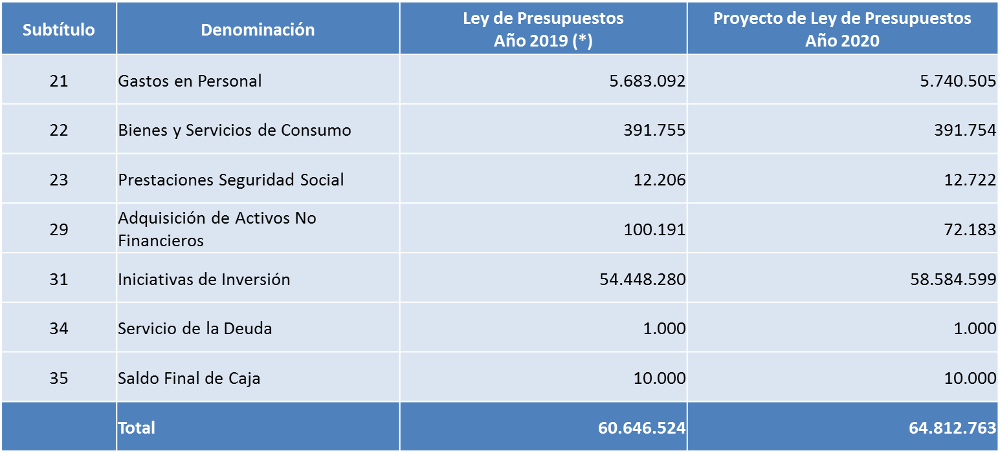 Subtítulo Denominación Ley de Presupuestos Año 2019 (*) Proyecto de Ley de Presupuestos Año 2020
21 Gastos en Personal 5.683.092 5.740.505
22 Bienes y Servicios de Consumo 391.755 391.754
23 Prestaciones Seguridad Social 12.206 12.722
29 Adquisición de Activos No Financieros 100.191 72.183
31 Iniciativas de Inversión 54.448.280 58.584.599
34 Servicio de la Deuda 1.000 1.000
35 Saldo Final de Caja 10.000 10.000
Total 60.646.524 64.812.763